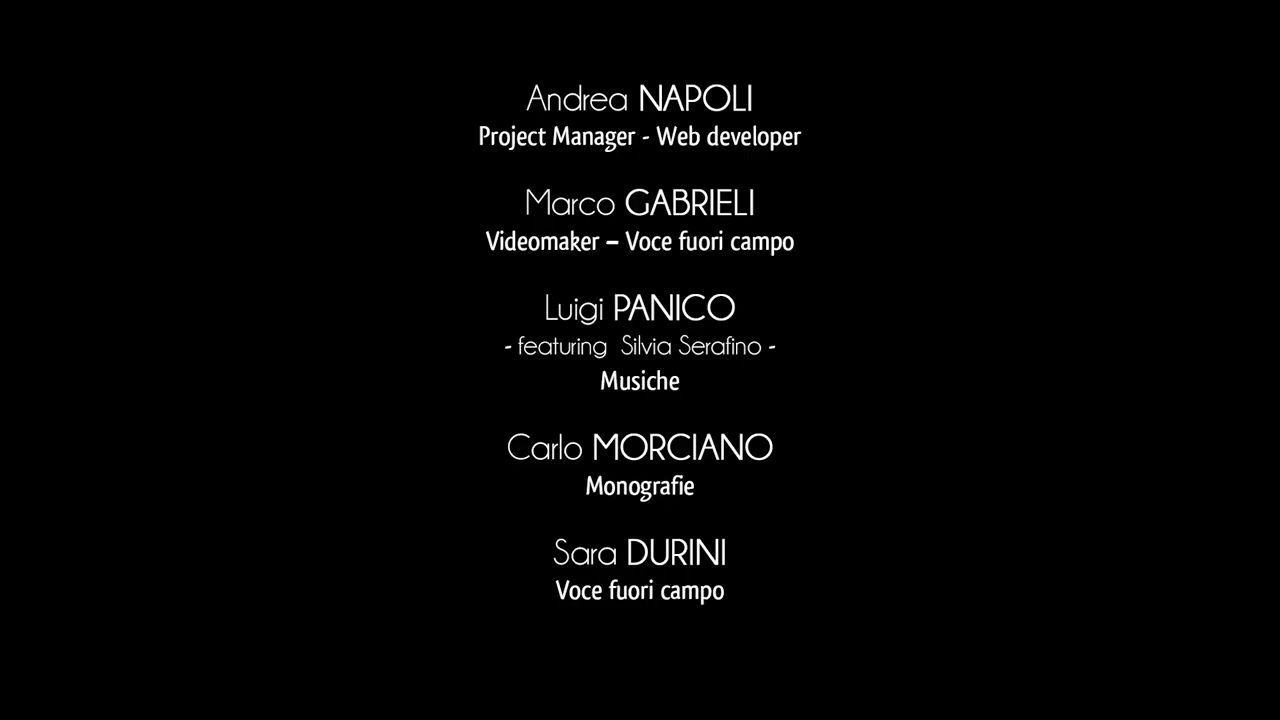 Andrea NAPOLI
Project Manager - Web developer
Marco GABRIELI
Videomaker – Voce fuori campo
Luigi PANICO
- featuring Silvia Serafino -
Musiche
Carlo MORCIANO
Monografie
Sara DURINI
Voce fuori campo